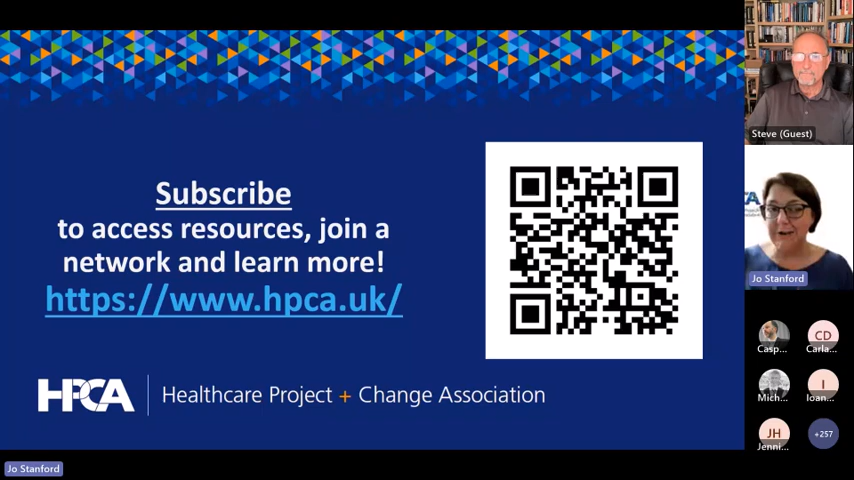 Subscribe
to access resources, join a
network and learn more!
https://www.hpca.uk/
HPCA
Healthcare Project + Change Association
Jo Stanford
Steve (Guest)
Jo Stanford
Casp...
CD
Carla...
Mich...
I
Ioan...
JH
Jenni...
+257